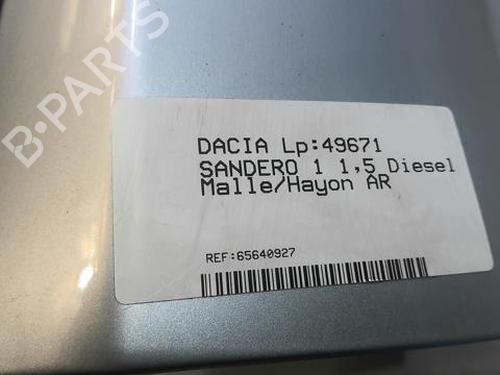 B-PARTS
DACIA Lp:49671
SANDERO 1 1,5 Diesel
Malle/Hayon AR
REF:65640927